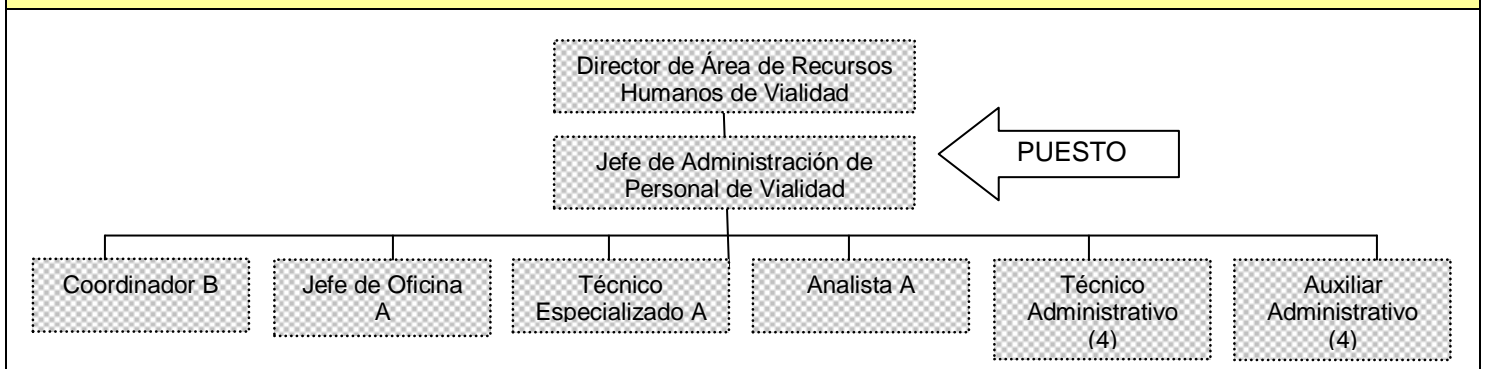 Director de Área de Recursos
Humanos de Vialidad
Jefe de Administración de
Personal de Vialidad
PUESTO
Coordinador B
Jefe de Oficina
A
Técnico
Especializado A
Analista A
Técnico
Administrativo
(4)
Auxiliar
Administrativo
(4)